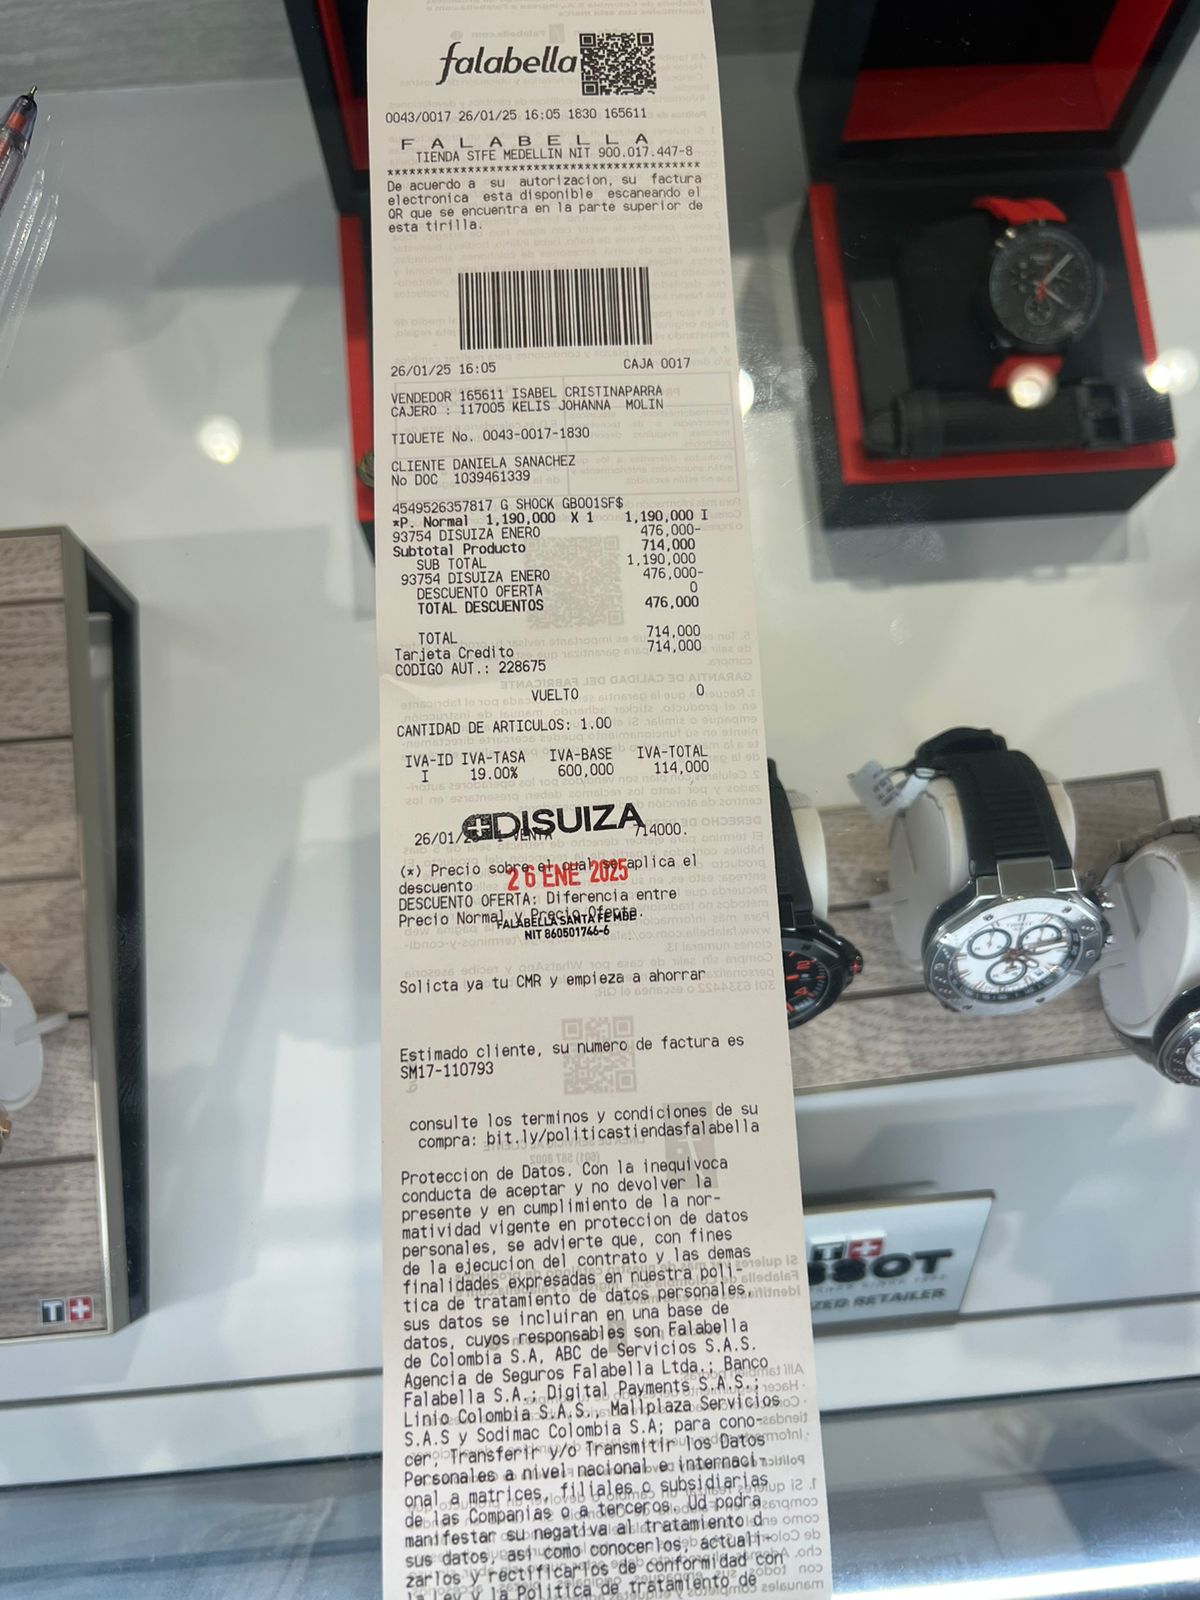 falabella
0043/0017 26/01/25 16:05 1830 165611
F A L A B E L L A
TIENDA STFE MEDELLIN NIT 900.017.447-8
****************************************
De acuerdo a su autorizacion, su factura
electronica esta disponible escaneando el
QR que se encuentra en la parte superior de
esta tirilla.
26/01/25 16:05 CAJA 0017
VENDEDOR 165611 ISABEL CRISTINAPARRA
CAJERO : 117005 KELIS JOHANNA MOLIN
TIQUETE No. 0043-0017-1830
CLIENTE DANIELA SANACHEZ
No DOC 1039461339
4549526357817 G SHOCK GB001SF$
*P. Normal 1,190,000 X 1 1,190,000 I
93754 DISUIZA ENERO 476,000-
Subtotal Producto 714,000
SUB TOTAL 1,190,000
93754 DISUIZA ENERO 476,000-
DESCUENTO OFERTA 0
TOTAL DESCUENTOS 476,000
TOTAL 714,000
Tarjeta Credito 714,000
CODIGO AUT.: 228675
VUELTO 0
CANTIDAD DE ARTICULOS: 1.00
IVA-ID IVA-TASA IVA-BASE IVA-TOTAL
I 19.00% 600,000 114,000
DISUIZA
26/01/25 1 VENTA 714000.
(*) Precio sobre el cual se aplica el
descuento
26 ENE 2025
DESCUENTO OFERTA: Diferencia entre
Precio Normal y Precio Oferta.
FALABELLA SANTA FE MDE
NIT 860501746-6
Solicta ya tu CMR y empieza a ahorrar
Estimado cliente, su numero de factura es
SM17-110793
consulte los terminos y condiciones de su
compra: bit.ly/politicastiendasfalabella
Proteccion de Datos. Con la inequivoca
conducta de aceptar y no devolver la
presente y en cumplimiento de la nor-
matividad vigente en proteccion de datos
personales, se advierte que, con fines
de la ejecucion del contrato y las demas
finalidades expresadas en nuestra poli-
tica de tratamiento de datos personales,
sus datos se incluiran en una base de
datos, cuyos responsables son Falabella
de Colombia S.A, ABC de Servicios S.A.S.
Agencia de Seguros Falabella Ltda.; Banco
Falabella S.A.; Digital Payments S.A.S.;
Linio Colombia S.A.S., Mallplaza Servicios
S.A.S y Sodimac Colombia S.A; para cono-
cer, Transferir y/o Transmitir los Datos
Personales a nivel nacional e internaci-
onal a matrices, filiales o subsidiarias
de las Companias o a terceros. Ud podra
manifestar su negativa al tratamiento d
sus datos, asi como conocerlos, actuali-
zarlos y rectificarlos de conformidad con
la Ley y la Politica de tratamiento de